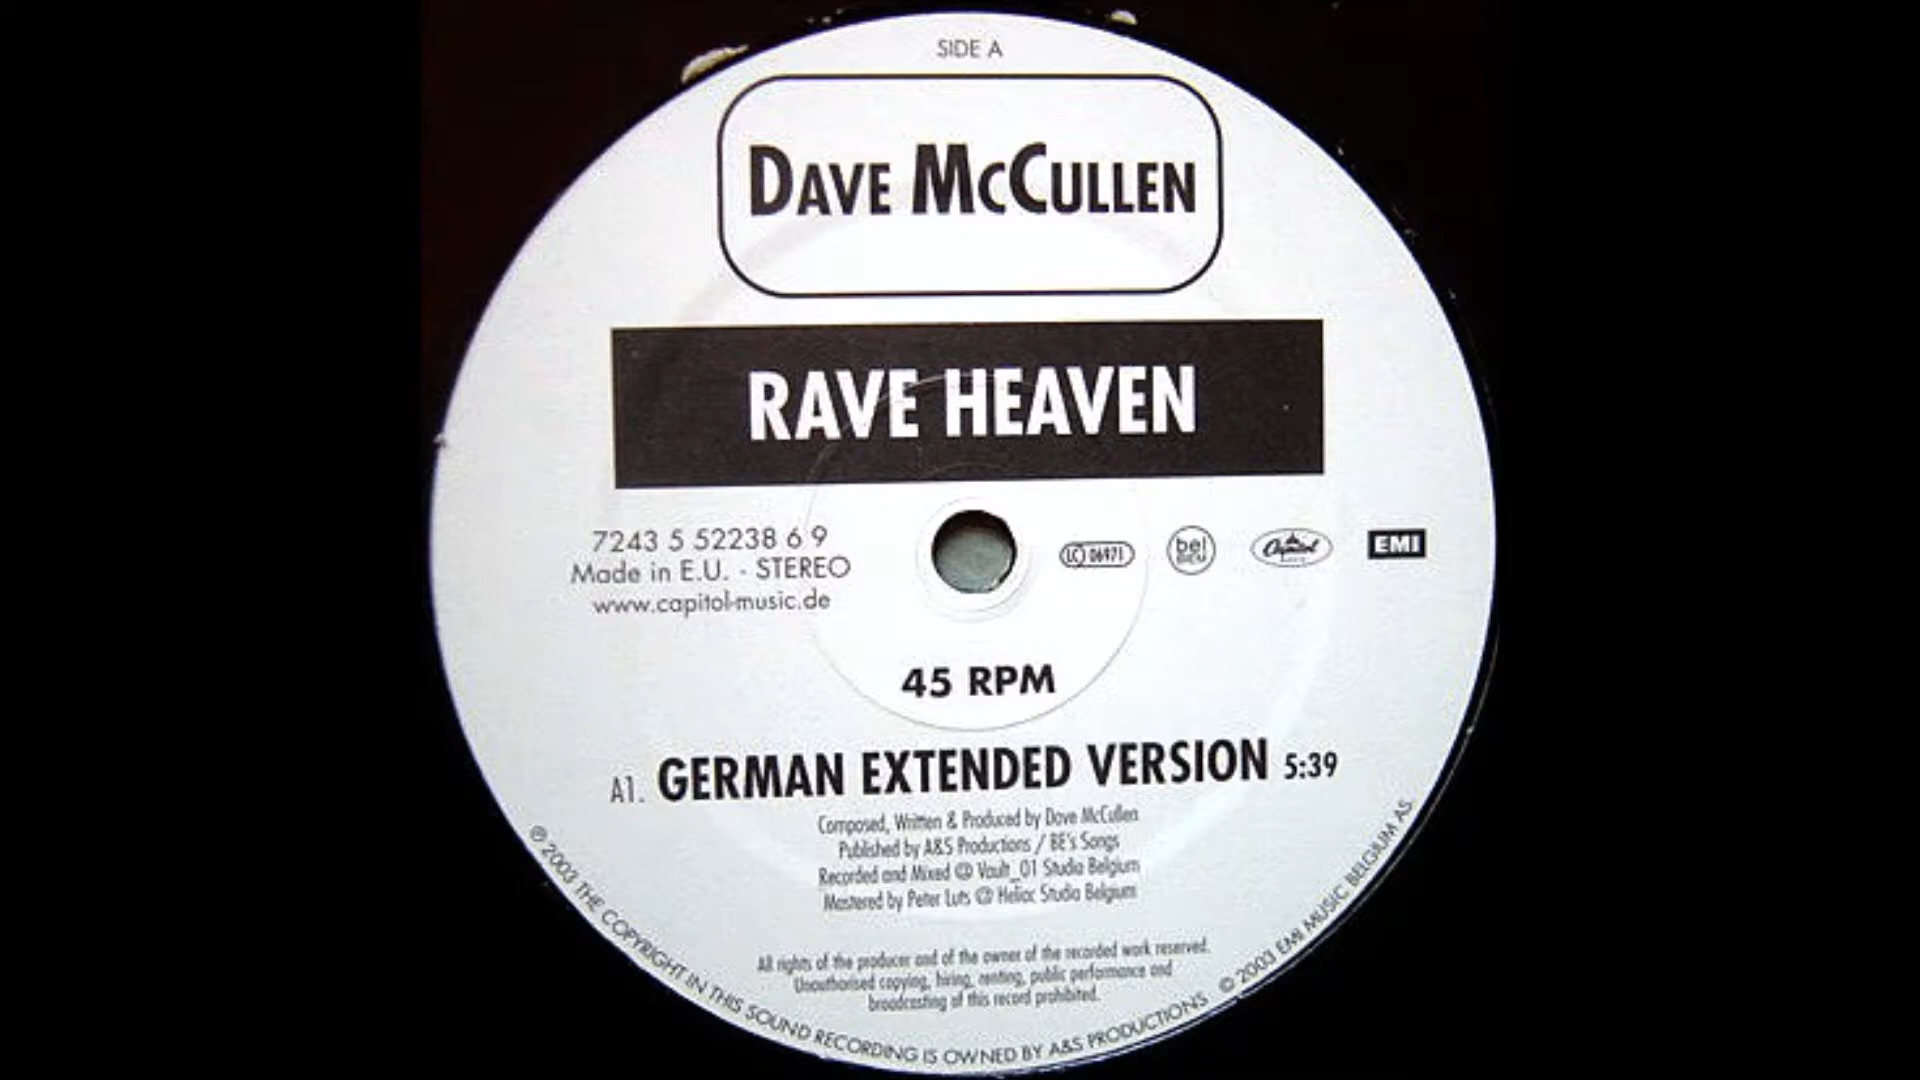 SIDE A
DAVE MCCULLEN
RAVE HEAVEN
7243 5 52238 6 9
Made in E.U. - STEREO
www.capitol-music.de
LC 06971
bel
BIEM
Capitol
EMI
45 RPM
A1. GERMAN EXTENDED VERSION 5:39
Composed, Written & Produced by Dave McCullen
Published by A&S Productions / BE's Songs
Recorded and Mixed @ Vault_01 Studio Belgium
Mastered by Peter Luts @ Heliac Studio Belgium
All rights of the producer and of the owner of the recorded work reserved.
Unauthorised copying, hiring, renting, public performance and
broadcasting of this record prohibited.
℗ 2003 THE COPYRIGHT IN THIS SOUND RECORDING IS OWNED BY A&S PRODUCTIONS © 2003 EMI MUSIC BELGIUM AS